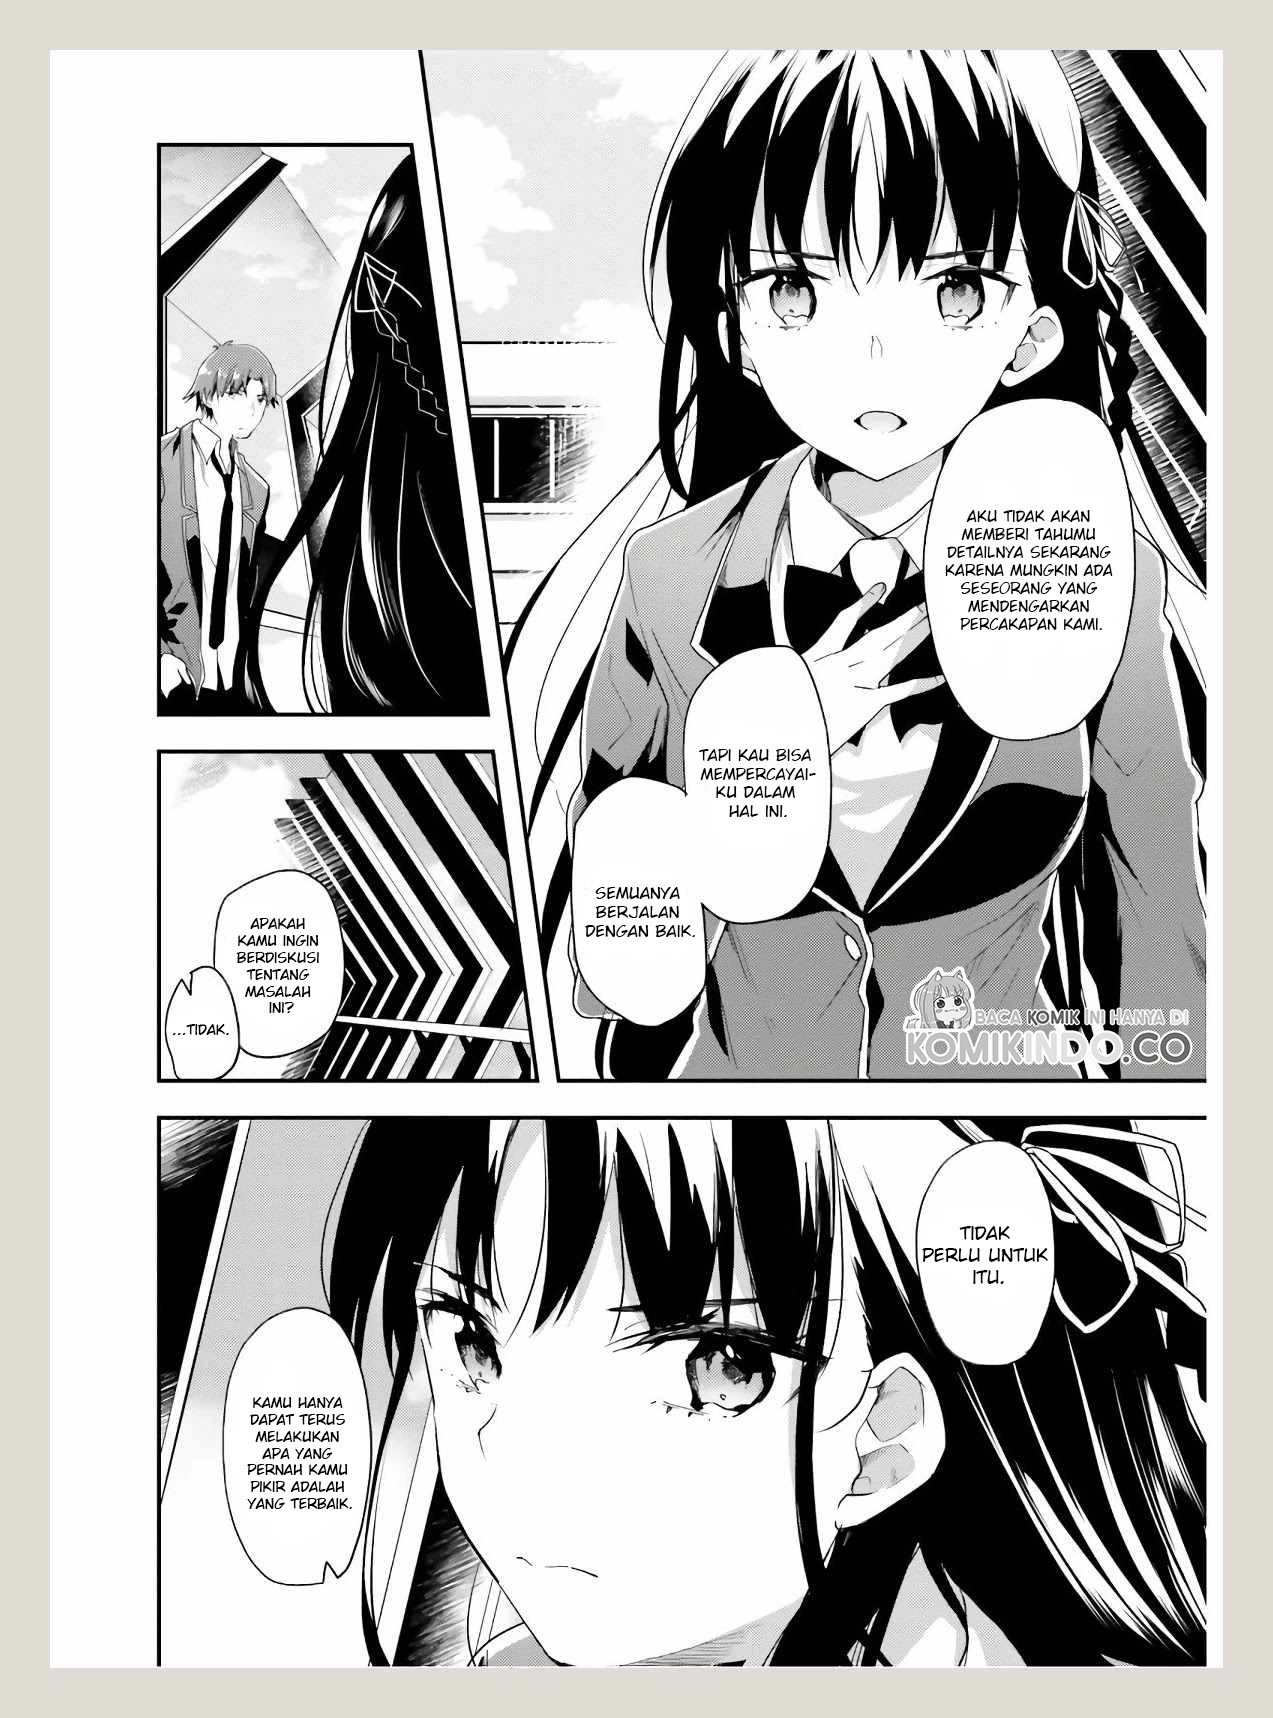 AKU TIDAK AKAN
MEMBERI TAHUMU
DETAILNYA SEKARANG
KARENA MUNGKIN ADA
SESEORANG YANG
MENDENGARKAN
PERCAKAPAN KAMI.
TAPI KAU BISA
MEMPERCAYAI-
KU DALAM
HAL INI.
SEMUANYA
BERJALAN
DENGAN BAIK.
BACA KOMIK INI HANYA DI
KOMIKINDO.CO
APAKAH
KAMU INGIN
BERDISKUSI
TENTANG
MASALAH
INI?
...TIDAK.
TIDAK
PERLU UNTUK
ITU.
KAMU HANYA
DAPAT TERUS
MELAKUKAN
APA YANG
PERNAH KAMU
PIKIR ADALAH
YANG TERBAIK.